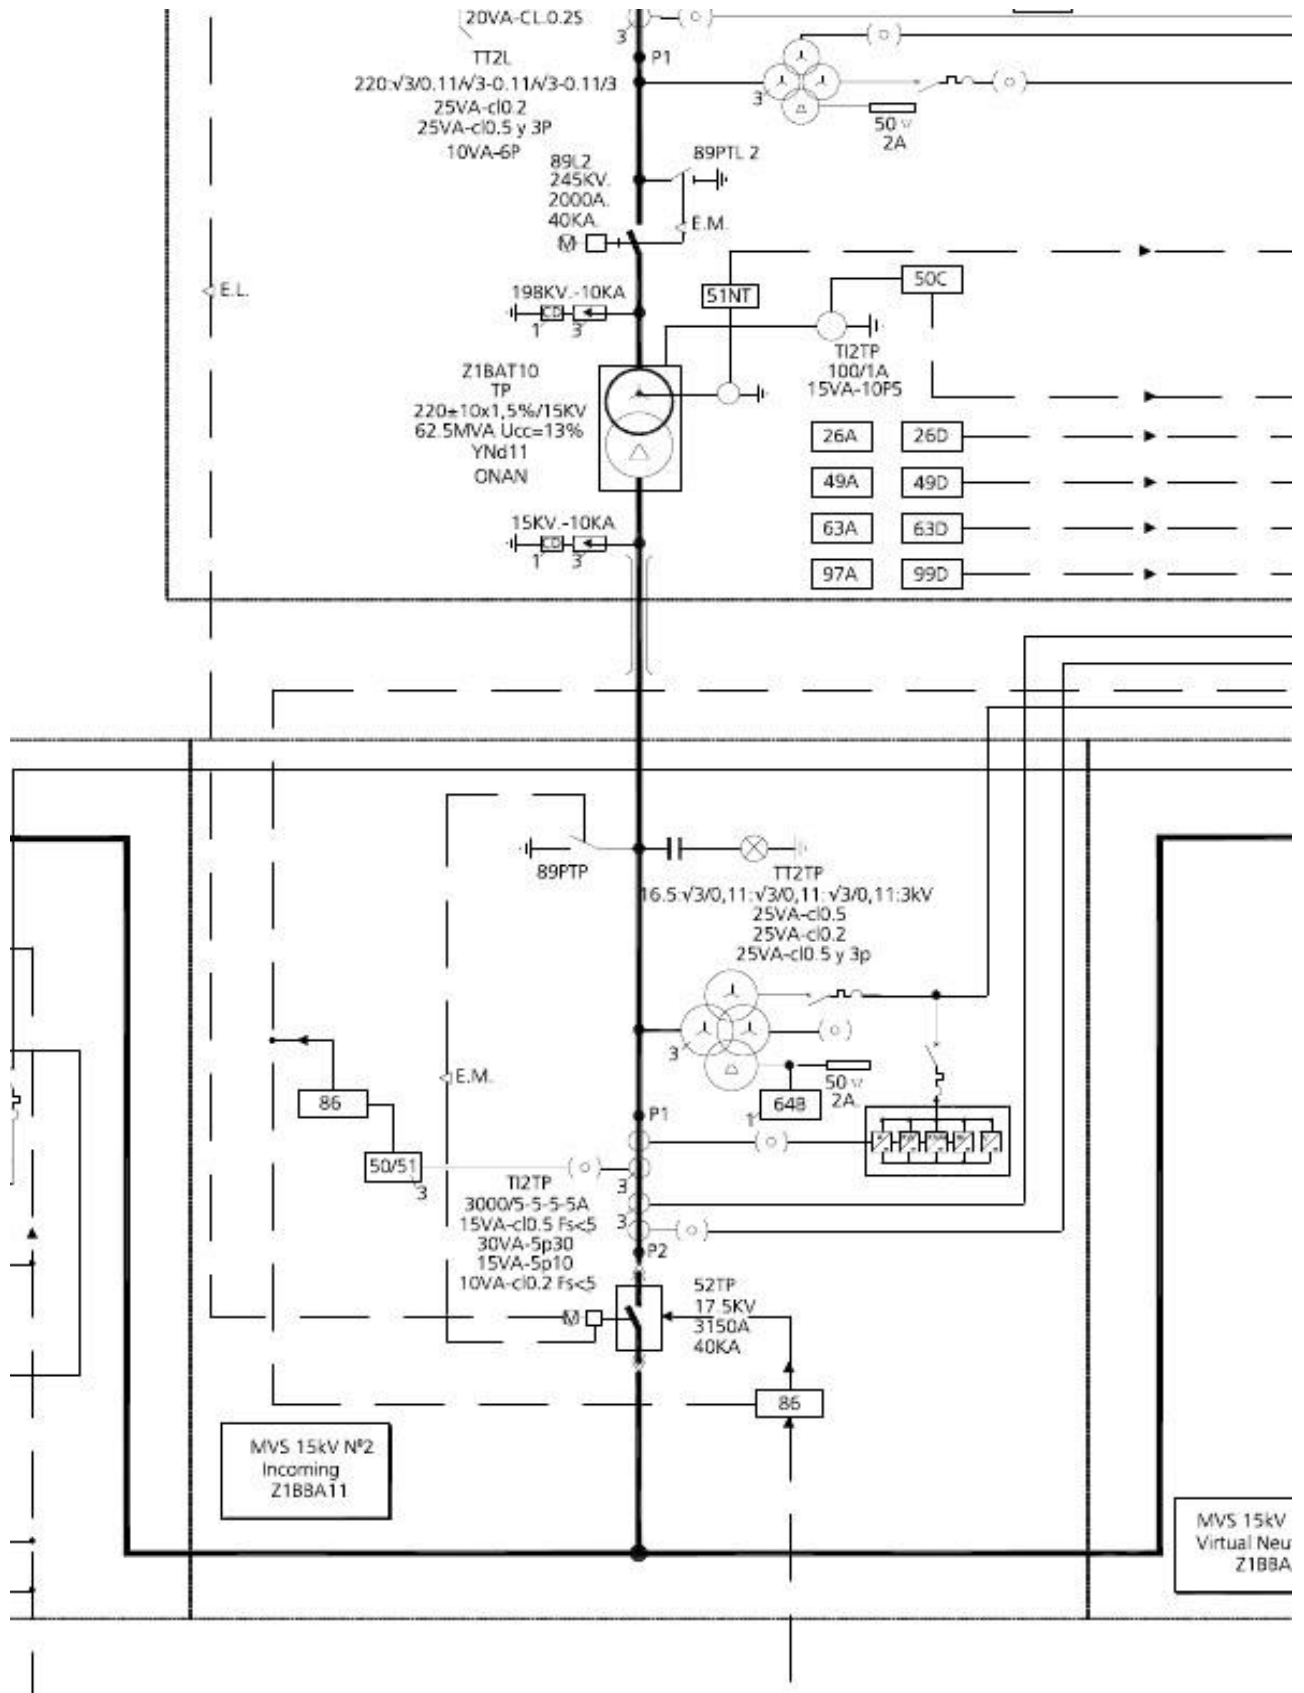 20VA-CL.0.2S
3
P1
TT2L
220:√3/0.11/√3-0.11/√3-0.11/3
25VA-cl0.2
25VA-cl0.5 y 3P
10VA-6P
3
50
2A
89L2
245KV.
2000A.
40KA.
M
89PTL 2
E.M.
E.L.
198KV.-10KA
CD
1
3
51NT
50C
TI2TP
100/1A
15VA-10P5
Z1BAT10
TP
220±10x1,5%/15KV
62.5MVA Ucc=13%
YNd11
ONAN
26A
26D
49A
49D
63A
63D
97A
99D
15KV.-10KA
CD
1
3
89PTP
TT2TP
16.5:√3/0,11:√3/0,11:√3/0,11:3kV
25VA-cl0.5
25VA-cl0.2
25VA-cl0.5 y 3p
3
50
2A
64B
1
E.M.
86
50/51
3
P1
3
3
P2
TI2TP
3000/5-5-5-5A
15VA-cl0.5 Fs<5
30VA-5p30
15VA-5p10
10VA-cl0.2 Fs<5
M
52TP
17.5KV
3150A
40KA
86
MVS 15kV Nº2
Incoming
Z1BBA11
MVS 15kV
Virtual Neu
Z1BBA